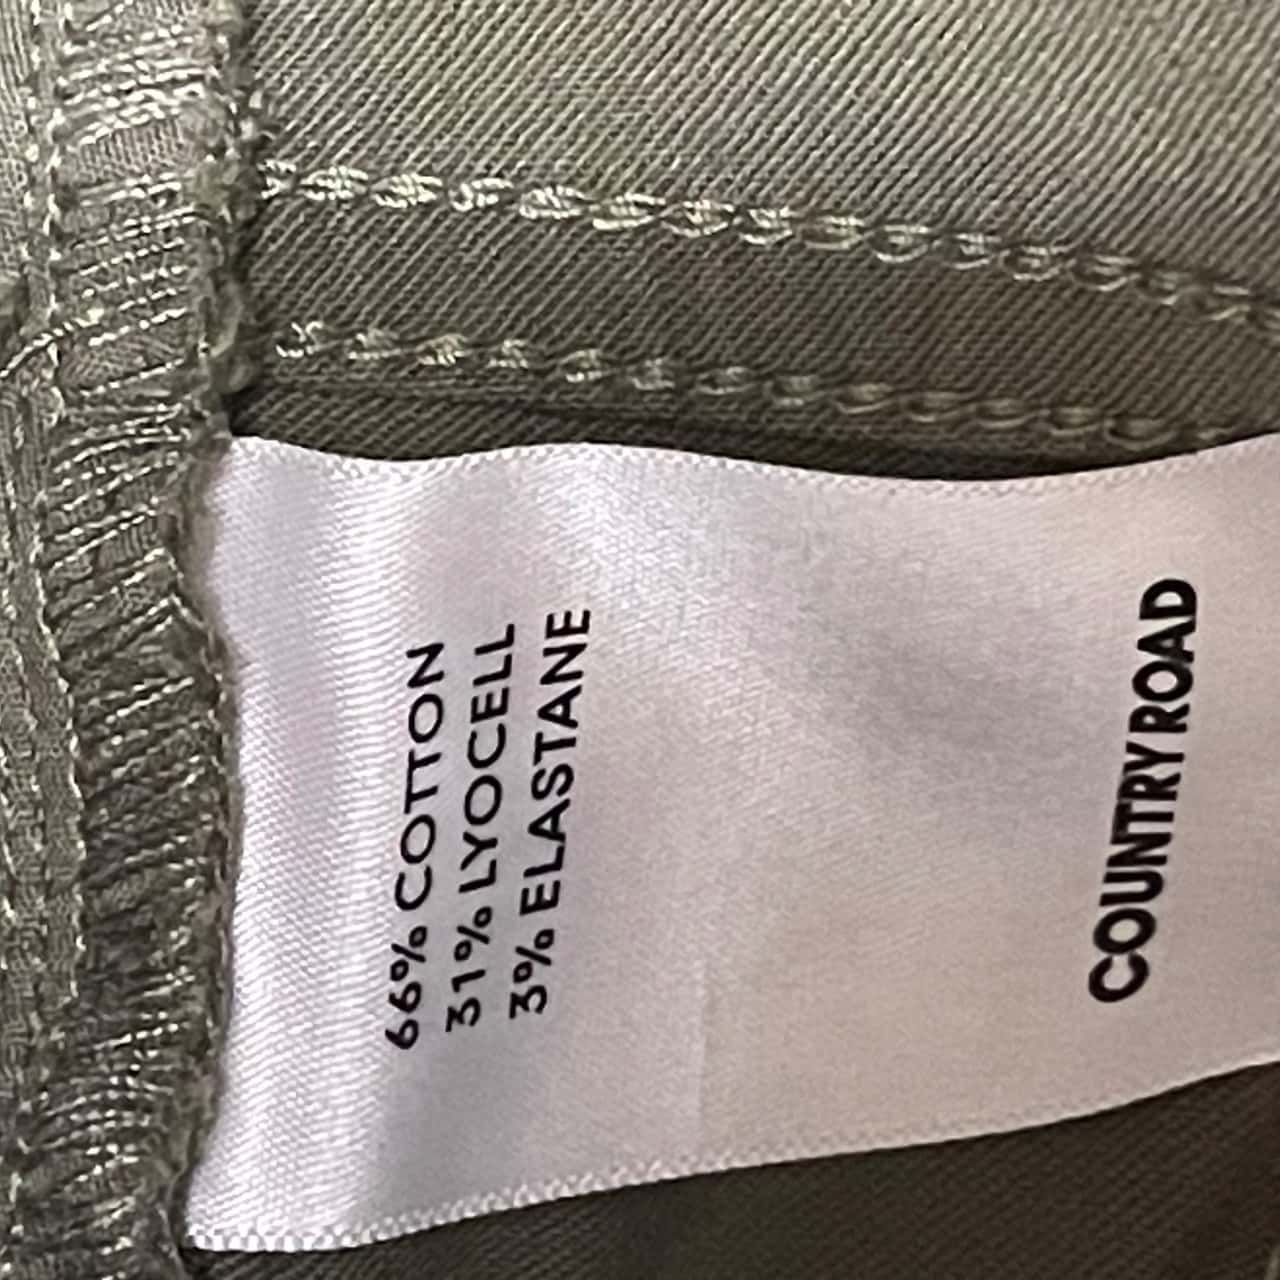 66% COTTON
31% LYOCELL
3% ELASTANE
COUNTRY ROAD